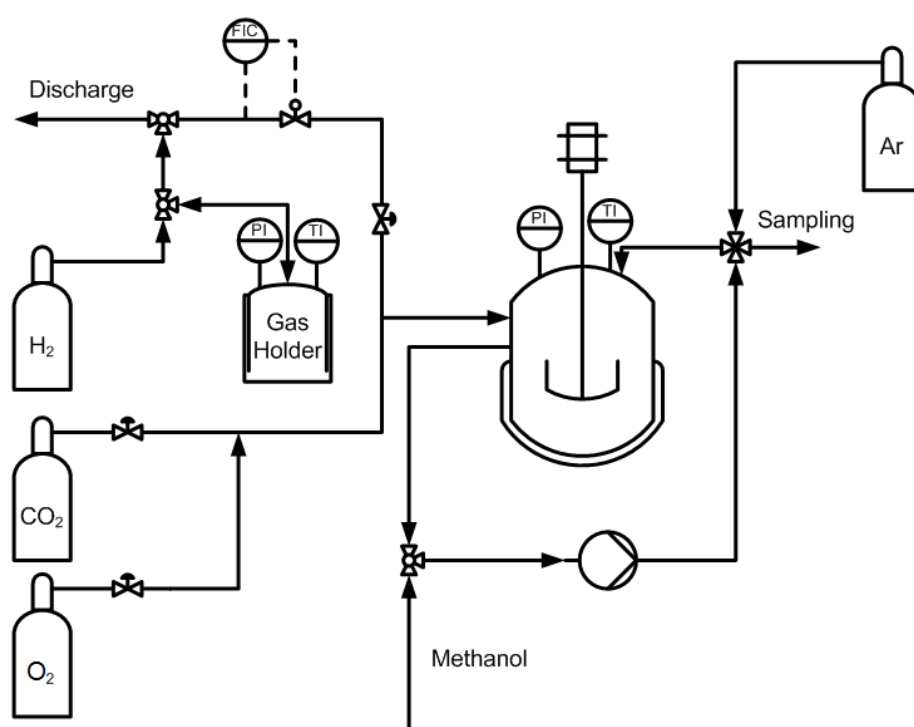 FIC
Discharge
Ar
PI
TI
Sampling
PI
TI
H₂
Gas
Holder
CO₂
O₂
Methanol